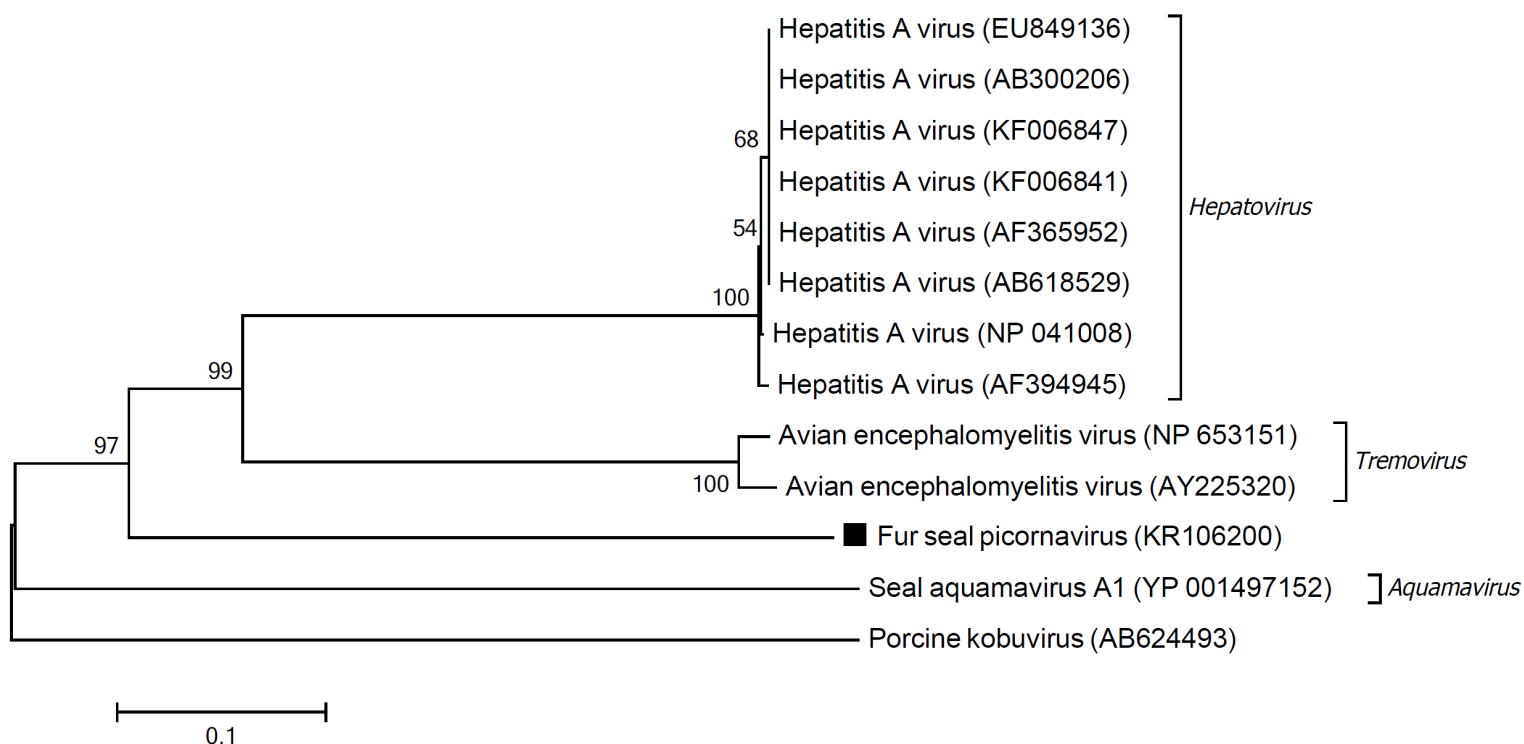 Hepatitis A virus (EU849136)
Hepatitis A virus (AB300206)
Hepatitis A virus (KF006847)
68
Hepatitis A virus (KF006841)
Hepatovirus
Hepatitis A virus (AF365952)
54
Hepatitis A virus (AB618529)
100
Hepatitis A virus (NP 041008)
Hepatitis A virus (AF394945)
99
Avian encephalomyelitis virus (NP 653151)
97
Tremovirus
Avian encephalomyelitis virus (AY225320)
100
Fur seal picornavirus (KR106200)
Seal aquamavirus A1 (YP 001497152)
Aquamavirus
Porcine kobuvirus (AB624493)
0.1